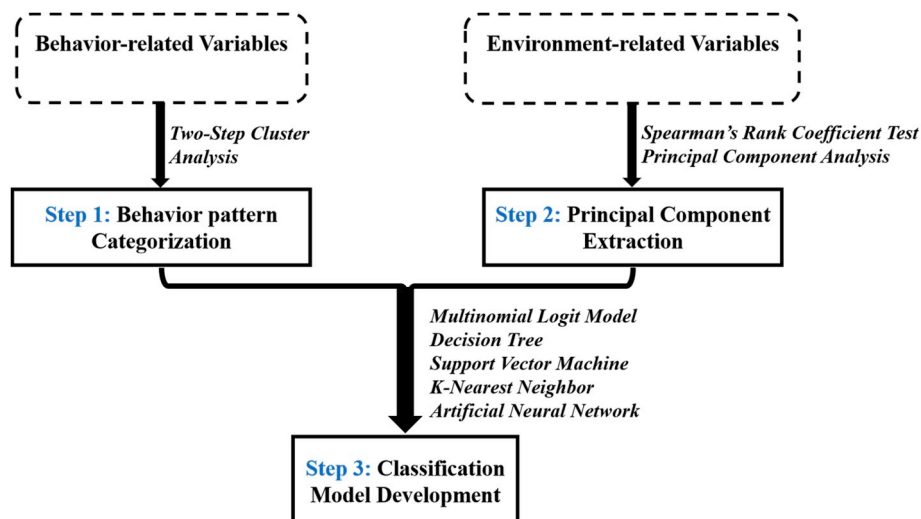 Behavior-related Variables
Environment-related Variables
Two-Step Cluster
Analysis
Spearman's Rank Coefficient Test
Principal Component Analysis
Step 1: Behavior pattern
Categorization
Step 2: Principal Component
Extraction
Multinomial Logit Model
Decision Tree
Support Vector Machine
K-Nearest Neighbor
Artificial Neural Network
Step 3: Classification
Model Development